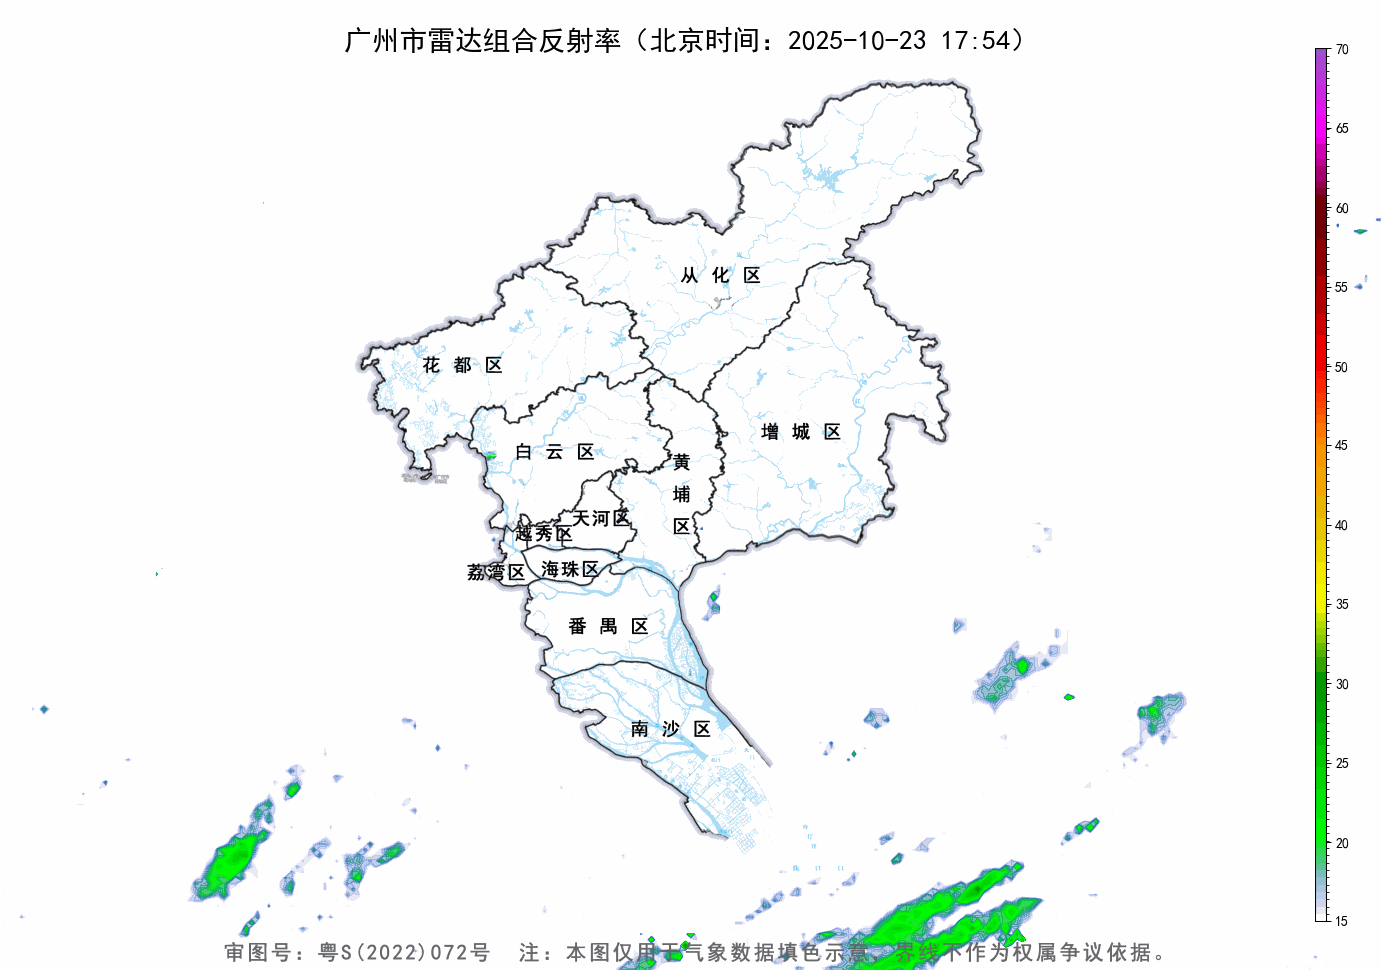 广州市雷达组合反射率（北京时间：2025-10-23 17:54）
70
65
60
55
50
45
40
35
30
25
20
15
从化区
花都区
增城区
白云区
黄埔区
天河区
越秀区
海珠区
荔湾区
番禺区
南沙区
审图号：粤S(2022)072号 注：本图仅用于气象数据填色示意，界线不作为权属争议依据。